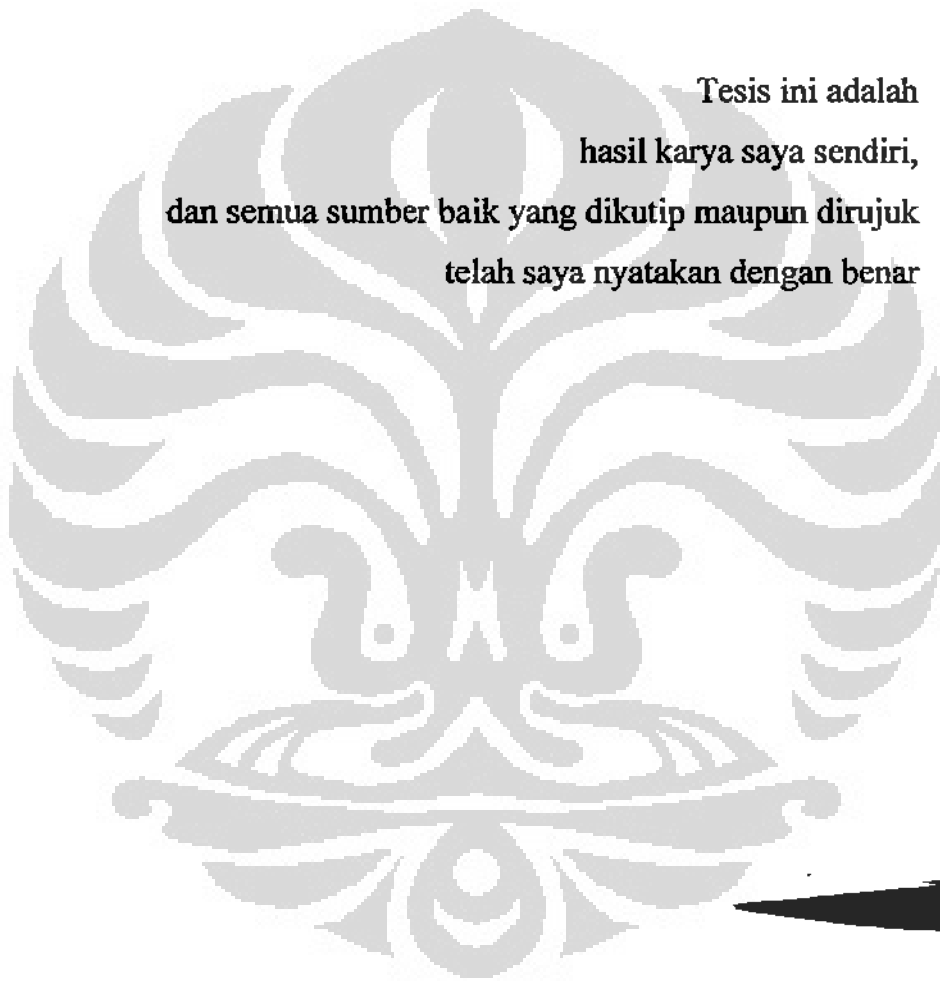 Tesis ini adalah
hasil karya saya sendiri,
dan semua sumber baik yang dikutip maupun dirujuk
telah saya nyatakan dengan benar